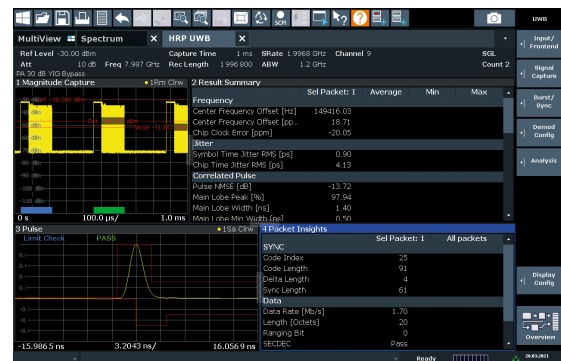 SCPI
MultiView
Spectrum
HRP UWB
UWB
Ref Level -30.00 dBm Capture Time 1 ms SRate 1.9968 GHz Channel 9 SGL
Att 10 dB Freq 7.987 GHz Rec Length 1996800 ABW 1.2 GHz Count 2
PA 30 dB YIG Bypass
1 Magnitude Capture 1Rm Clrw
0 s 100.0 µs/ 1.0 ms
2 Result Summary
Sel Packet: 1 Average Min Max
Frequency
Center Frequency Offset [Hz] 149416.03
Center Frequency Offset [pp... 18.71
Chip Clock Error [ppm] -20.05
Jitter
Symbol Time Jitter RMS [ps] 0.90
Chip Time Jitter RMS [ps] 4.13
Correlated Pulse
Pulse NMSE [dB] -13.72
Main Lobe Peak [%] 97.94
Main Lobe Width [ns] 1.40
Main Lobe Min Width [ns] 0.50
3 Pulse 1Sa Clrw
Limit Check PASS
-15.9865 ns 3.2043 ns/ 16.0569 ns
4 Packet Insights
Sel Packet: 1 All packets
SYNC
Code Index 25
Code Length 91
Delta Length 4
Sync Length 61
Data
Data Rate [Mb/s] 1.70
Length [Octets] 20
Ranging Bit 0
SECDEC Pass
Input/
Frontend
Signal
Capture
Burst/
Sync
Demod
Config
Analysis
Display
Config
Overview
Ready
26.03.2021